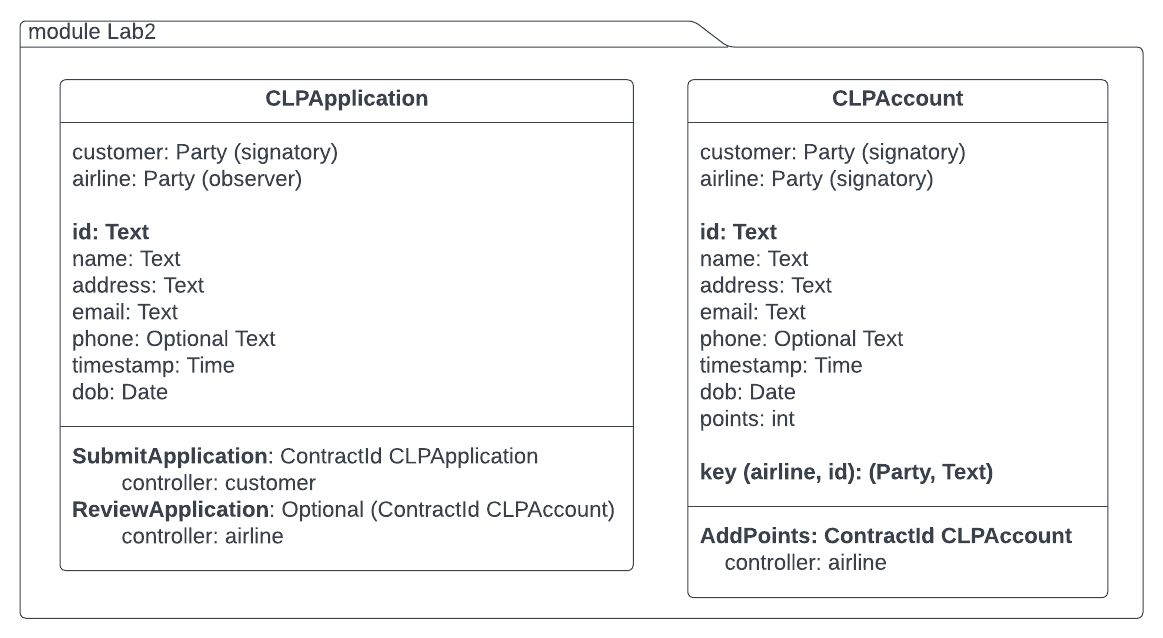 module Lab2
CLPApplication
customer: Party (signatory)
airline: Party (observer)
id: Text
name: Text
address: Text
email: Text
phone: Optional Text
timestamp: Time
dob: Date
SubmitApplication: ContractId CLPApplication
controller: customer
ReviewApplication: Optional (ContractId CLPAccount)
controller: airline
CLPAccount
customer: Party (signatory)
airline: Party (signatory)
id: Text
name: Text
address: Text
email: Text
phone: Optional Text
timestamp: Time
dob: Date
points: int
key (airline, id): (Party, Text)
AddPoints: ContractId CLPAccount
controller: airline